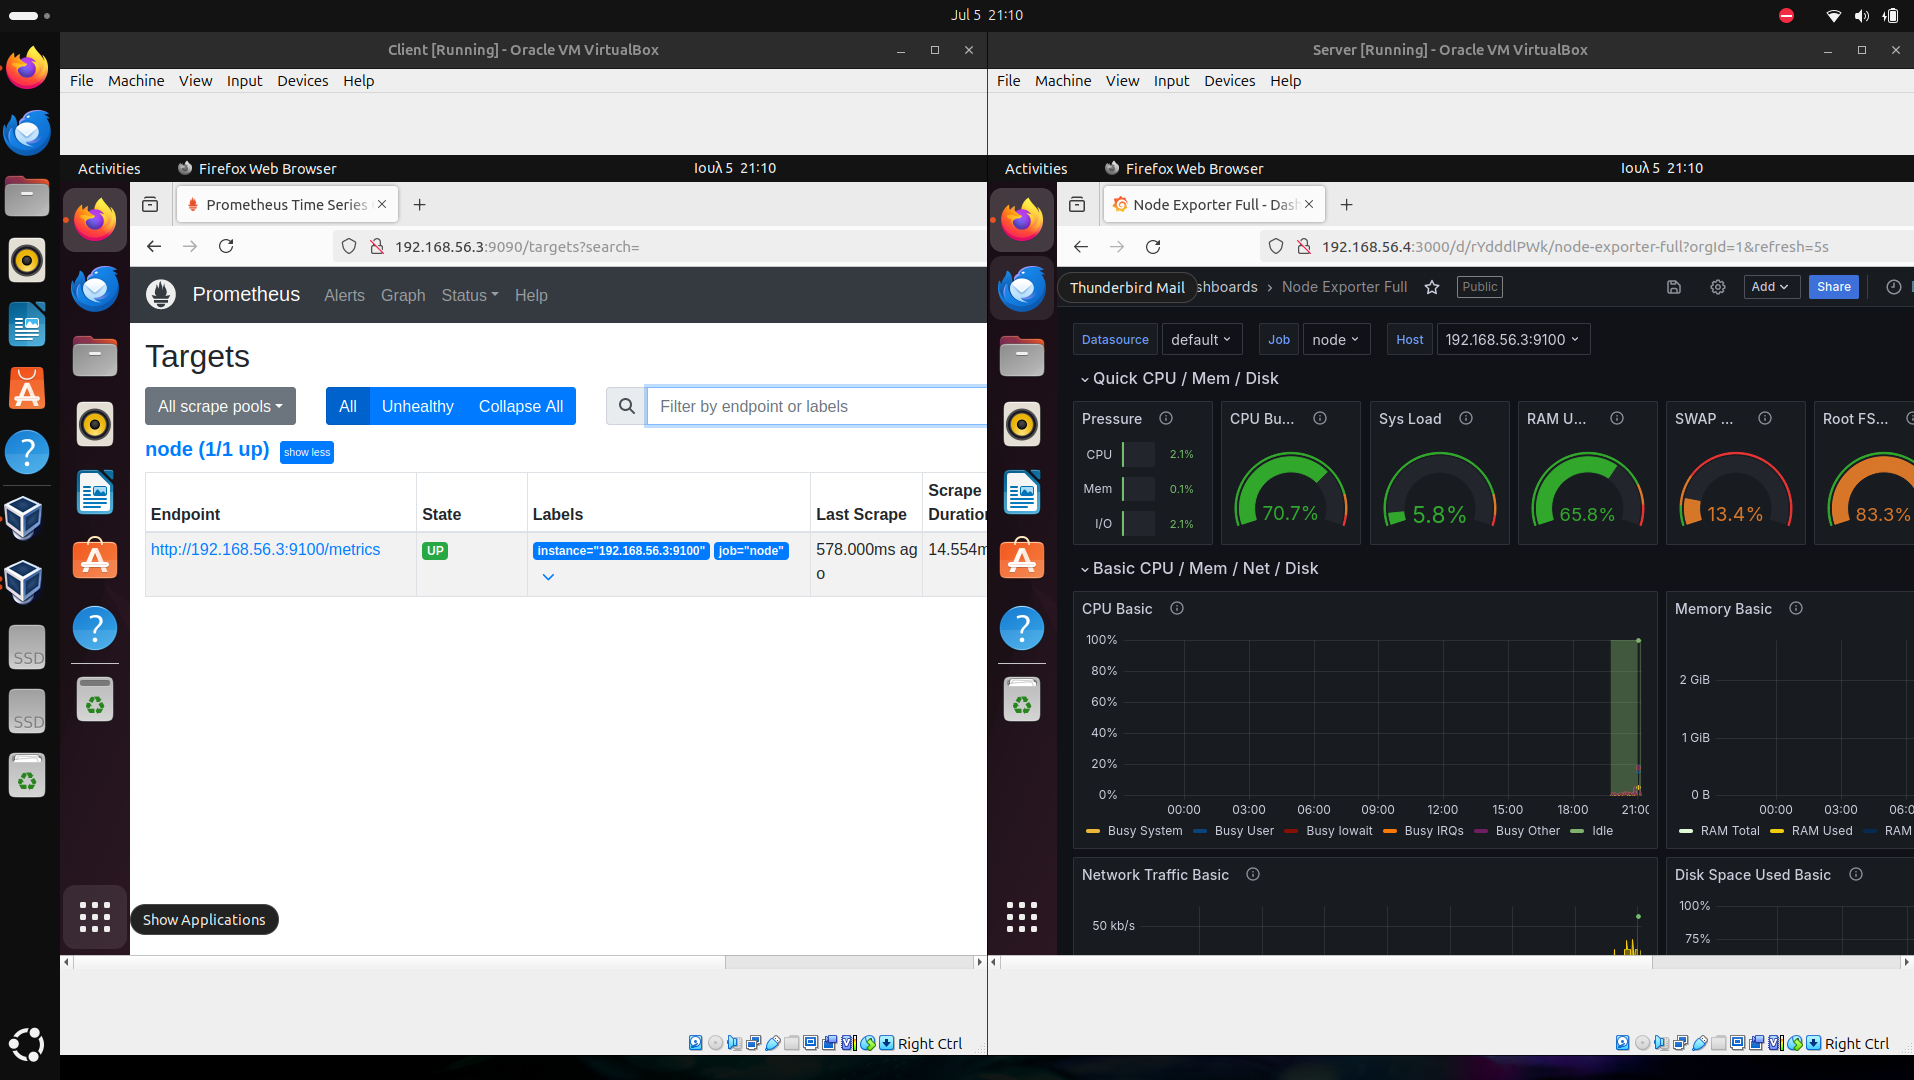 Jul 5 21:10
Client [Running] - Oracle VM VirtualBox
File Machine View Input Devices Help
Activities Firefox Web Browser Ιουλ 5 21:10
Prometheus Time Series
192.168.56.3:9090/targets?search=
Prometheus Alerts Graph Status Help
Targets
All scrape pools All Unhealthy Collapse All Filter by endpoint or labels
node (1/1 up) show less
Endpoint State Labels Last Scrape Scrape Duration
http://192.168.56.3:9100/metrics UP instance="192.168.56.3:9100" job="node" 578.000ms ago 14.554m
Show Applications
SSD
SSD
Right Ctrl
Server [Running] - Oracle VM VirtualBox
File Machine View Input Devices Help
Activities Firefox Web Browser Ιουλ 5 21:10
Node Exporter Full - Dash
192.168.56.4:3000/d/rYdddlPWk/node-exporter-full?orgId=1&refresh=5s
Thunderbird Mail shboards › Node Exporter Full Public Add Share
Datasource default Job node Host 192.168.56.3:9100
Quick CPU / Mem / Disk
Pressure CPU Bu... Sys Load RAM U... SWAP ... Root FS...
CPU 2.1%
Mem 0.1%
I/O 2.1%
70.7% 5.8% 65.8% 13.4% 83.3%
Basic CPU / Mem / Net / Disk
CPU Basic
100%
80%
60%
40%
20%
0%
00:00 03:00 06:00 09:00 12:00 15:00 18:00 21:00
Busy System Busy User Busy Iowait Busy IRQs Busy Other Idle
Memory Basic
2 GiB
1 GiB
0 B
00:00 03:00 06:0
RAM Total RAM Used RAM
Network Traffic Basic
50 kb/s
Disk Space Used Basic
100%
75%
Right Ctrl